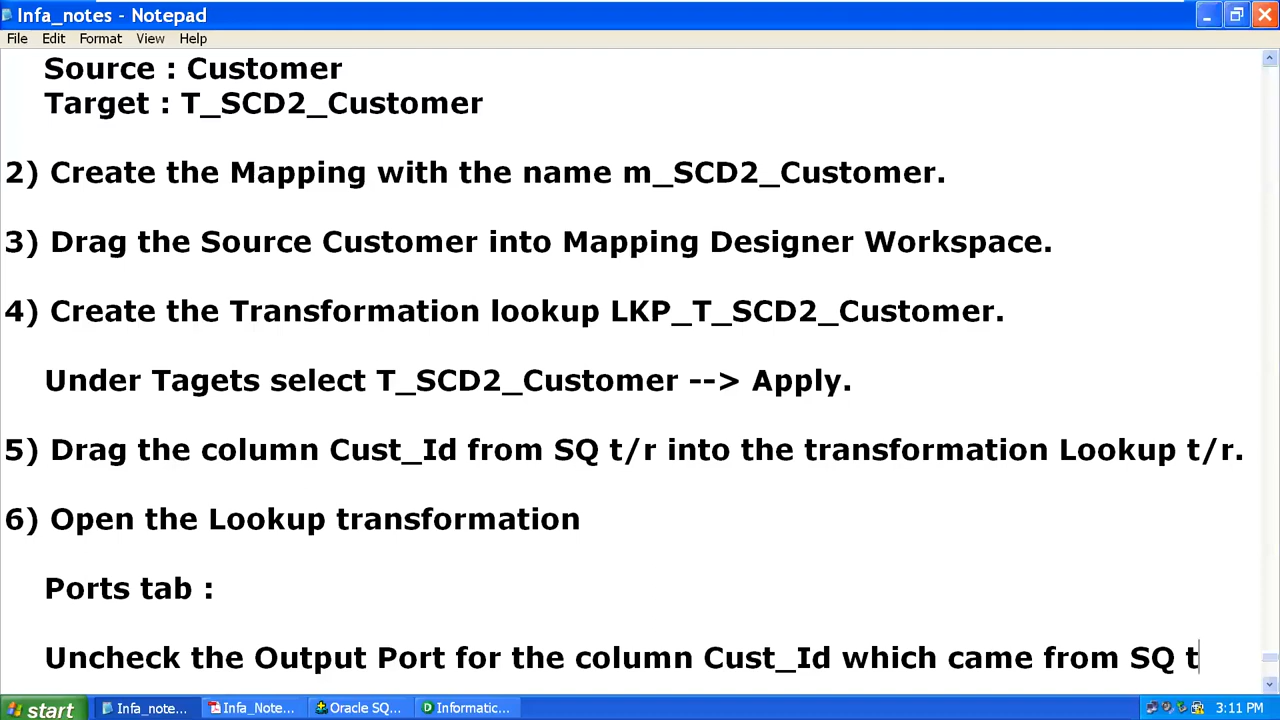 Infa_notes - Notepad
File Edit Format View Help
Source : Customer
Target : T_SCD2_Customer
2) Create the Mapping with the name m_SCD2_Customer.
3) Drag the Source Customer into Mapping Designer Workspace.
4) Create the Transformation lookup LKP_T_SCD2_Customer.
Under Tagets select T_SCD2_Customer --> Apply.
5) Drag the column Cust_Id from SQ t/r into the transformation Lookup t/r.
6) Open the Lookup transformation
Ports tab :
Uncheck the Output Port for the column Cust_Id which came from SQ t
start Infa_note... Infa_Note... Oracle SQ... Informatic... 3:11 PM